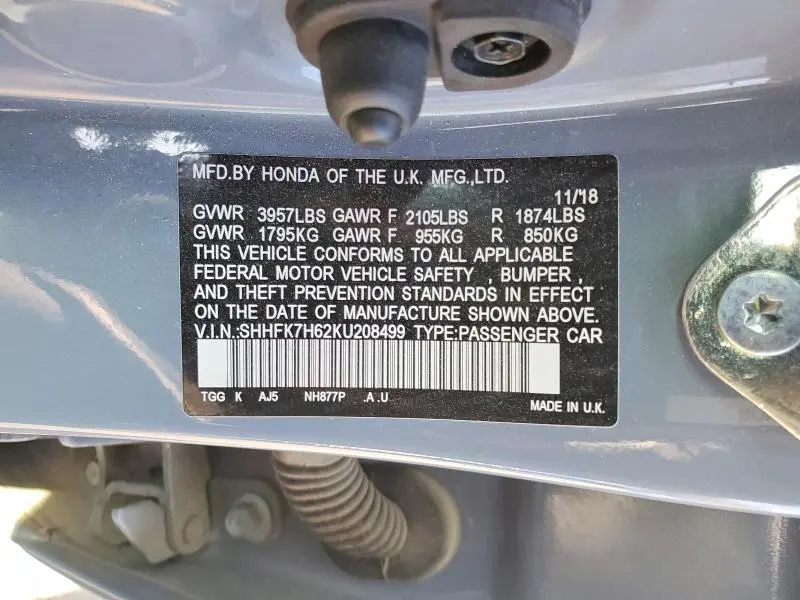 MFD.BY HONDA OF THE U.K. MFG.,LTD.
11/18
GVWR 3957LBS GAWR F 2105LBS R 1874LBS
GVWR 1795KG GAWR F 955KG R 850KG
THIS VEHICLE CONFORMS TO ALL APPLICABLE
FEDERAL MOTOR VEHICLE SAFETY , BUMPER ,
AND THEFT PREVENTION STANDARDS IN EFFECT
ON THE DATE OF MANUFACTURE SHOWN ABOVE.
V.I.N.:SHHFK7H62KU208499 TYPE:PASSENGER CAR
TGG K AJ5 NH877P .A .U
MADE IN U.K.